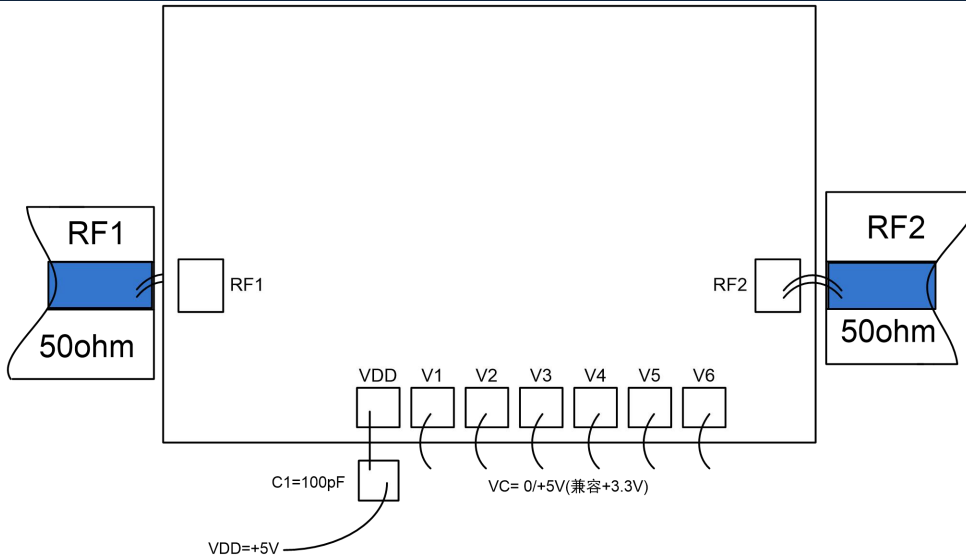 RF1
50ohm
RF1
RF2
RF2
50ohm
VDD V1 V2 V3 V4 V5 V6
C1=100pF
VC= 0/+5V(兼容+3.3V)
VDD=+5V